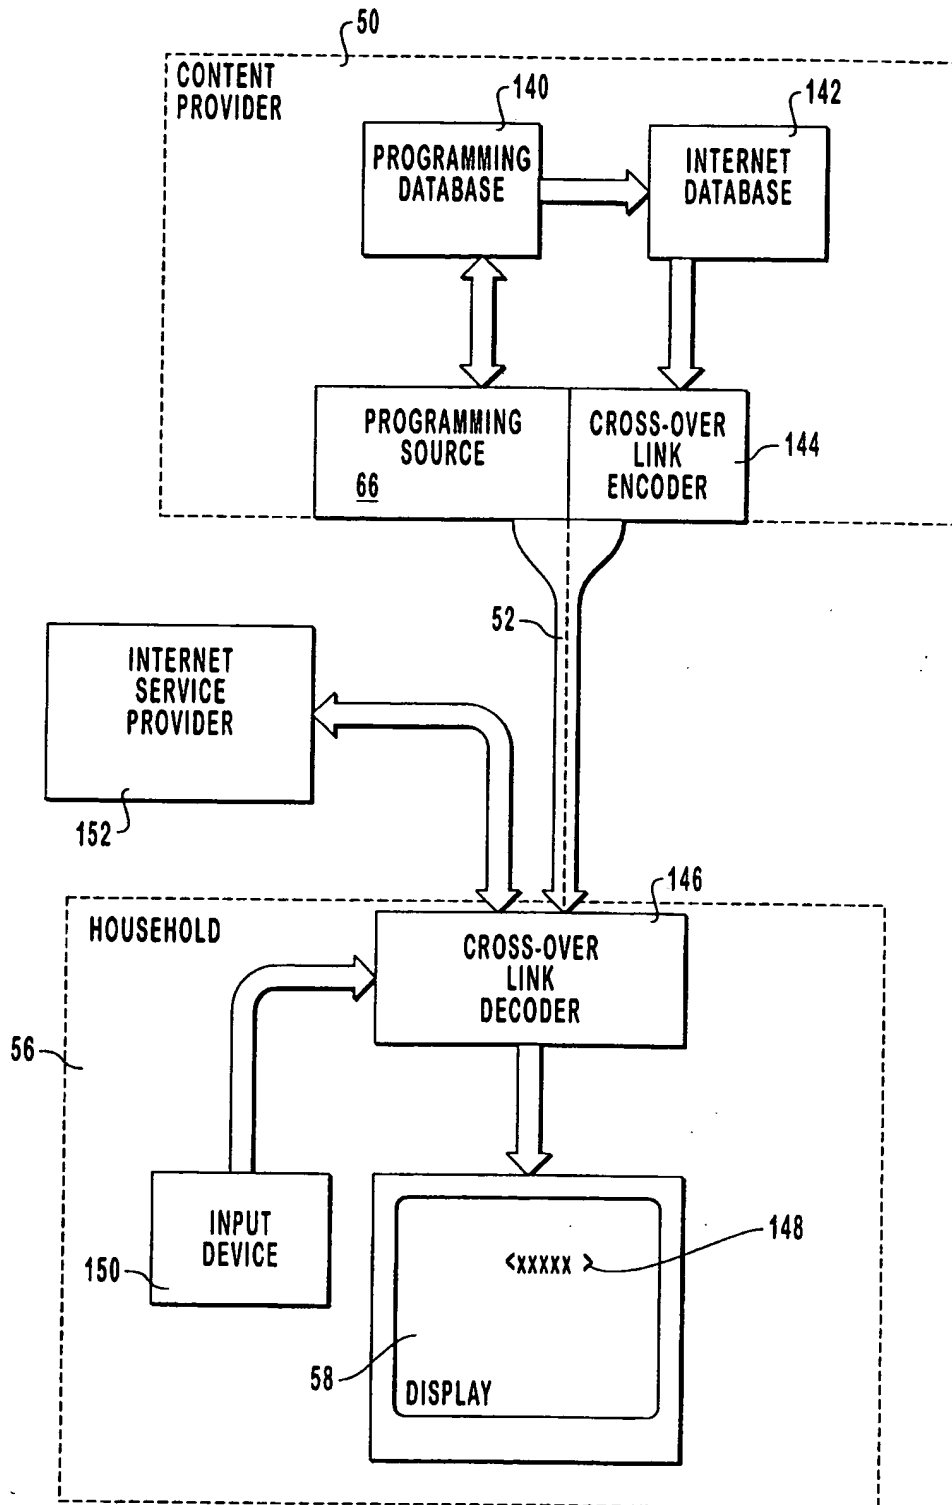 50
CONTENT
PROVIDER
140
142
PROGRAMMING
DATABASE
INTERNET
DATABASE
PROGRAMMING
SOURCE
66
CROSS-OVER
LINK
ENCODER
144
52
INTERNET
SERVICE
PROVIDER
152
146
HOUSEHOLD
CROSS-OVER
LINK
DECODER
56
INPUT
DEVICE
150
<xxxxx>
148
58
DISPLAY